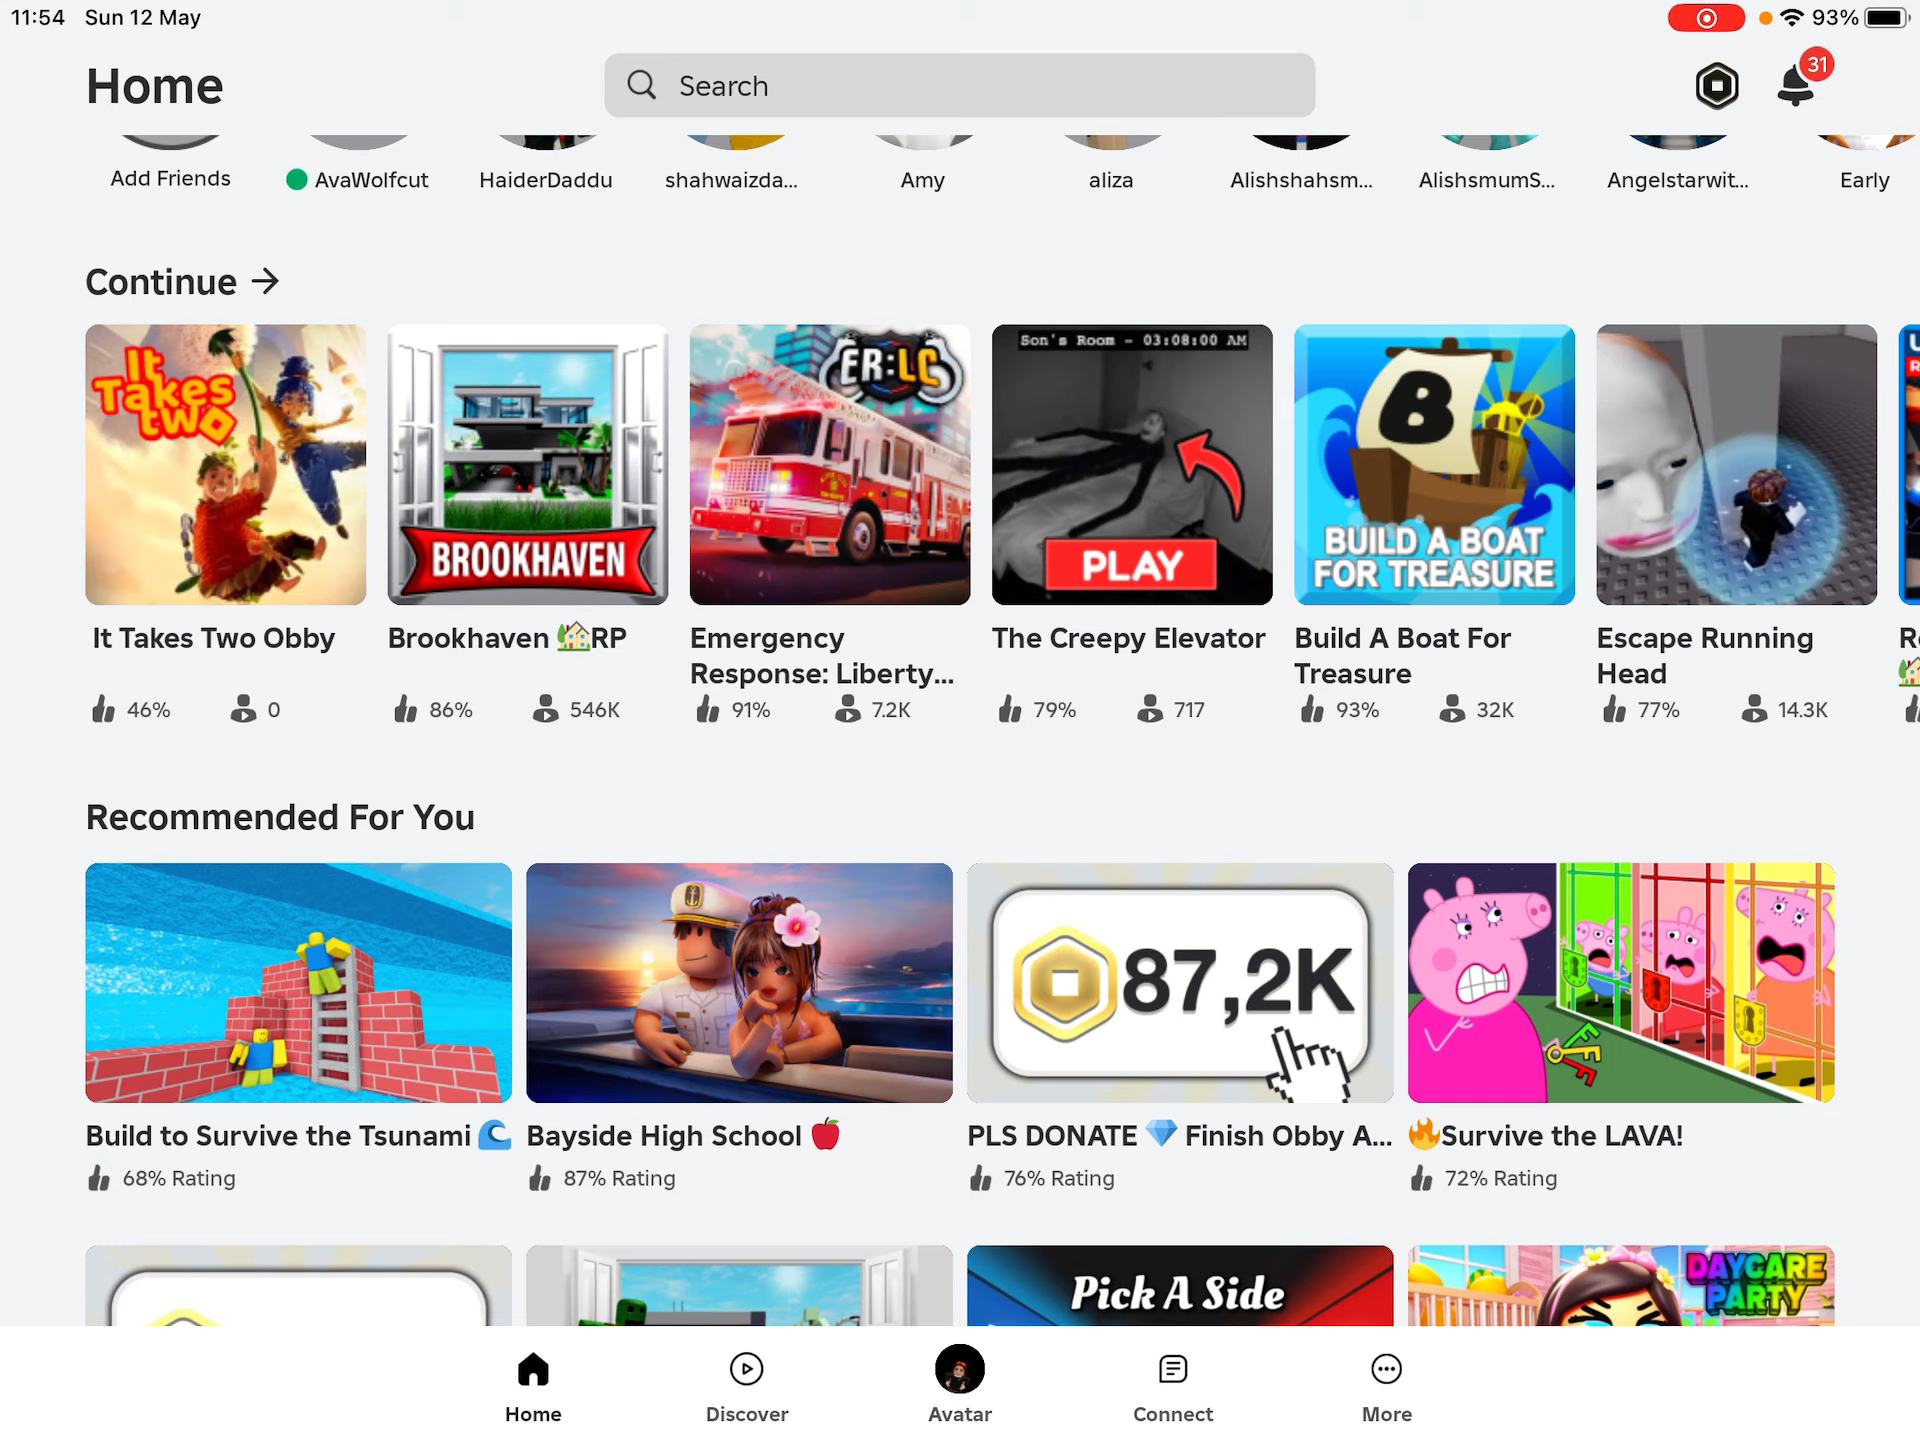 11:54 Sun 12 May
93%
Home
Search
31
Add Friends
AvaWolfcut
HaiderDaddu
shahwaizda...
Amy
aliza
Alishshahsm...
AlishsmumS...
Angelstarwit...
Early
Continue →
It Takes Two
BROOKHAVEN
ER:LC
Son's Room - 03:08:00 AM
PLAY
B
BUILD A BOAT
FOR TREASURE
It Takes Two Obby
Brookhaven 🏡RP
Emergency
Response: Liberty...
The Creepy Elevator
Build A Boat For
Treasure
Escape Running
Head
46%
0
86%
546K
91%
7.2K
79%
717
93%
32K
77%
14.3K
Recommended For You
87,2K
Build to Survive the Tsunami 🌊
Bayside High School 🍎
PLS DONATE 💎 Finish Obby A...
🔥Survive the LAVA!
68% Rating
87% Rating
76% Rating
72% Rating
Pick A Side
DAYCARE
PARTY
Home
Discover
Avatar
Connect
More